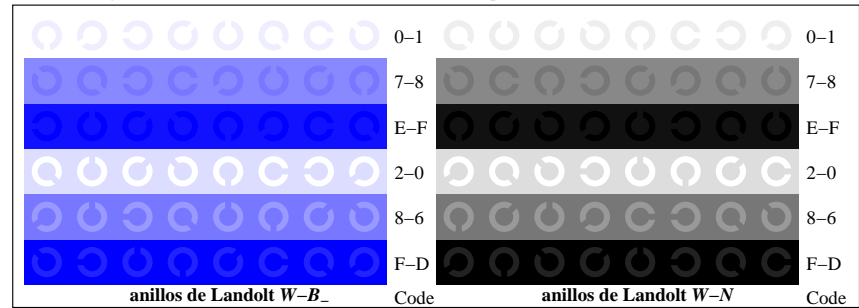 0–1 0–1
7–8 7–8
E–F E–F
2–0 2–0
8–6 8–6
F–D F–D
anillos de Landolt W–B_ Code anillos de Landolt W–N Code